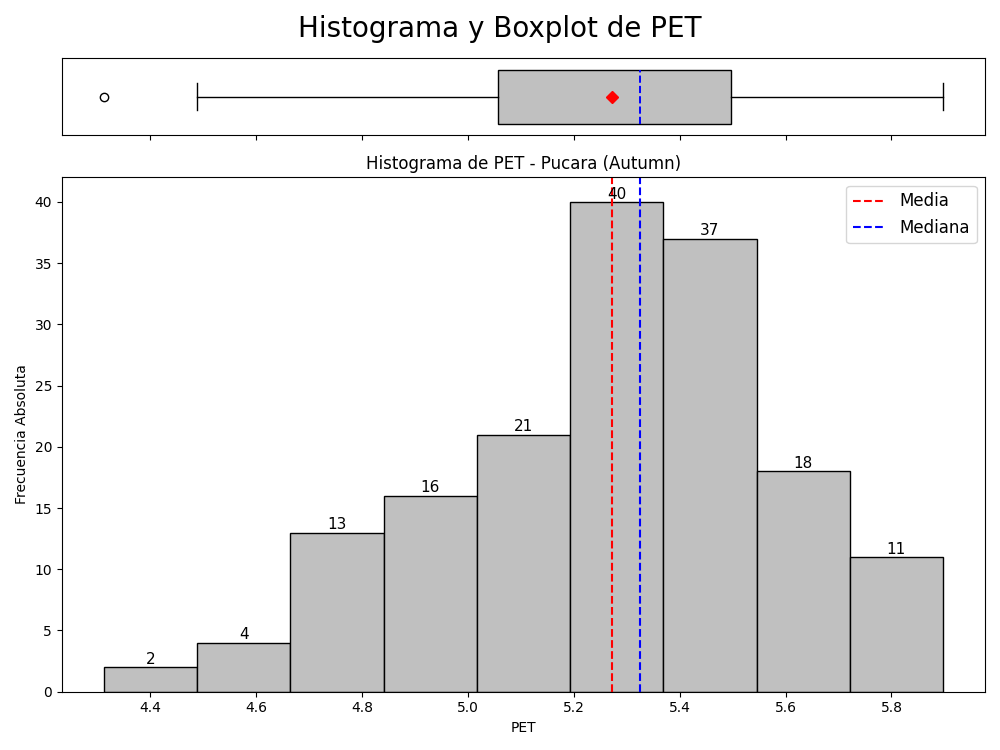 Histograma y Boxplot de PET
Histograma de PET - Pucara (Autumn)
Media
Mediana
Frecuencia Absoluta
40
35
30
25
20
15
10
5
0
2
4
13
16
21
40
37
18
11
4.4 4.6 4.8 5.0 5.2 5.4 5.6 5.8
PET